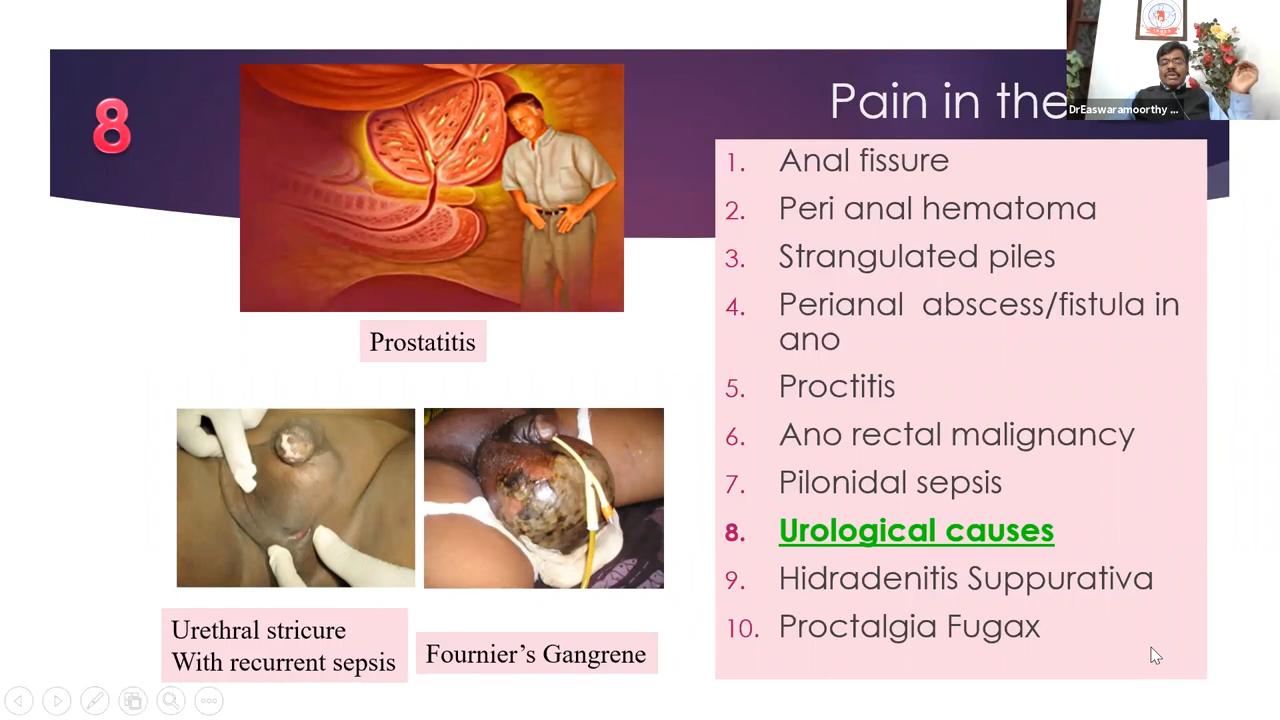 8
Pain in the
DrEaswaramoorthy ...
1. Anal fissure
2. Peri anal hematoma
3. Strangulated piles
4. Perianal abscess/fistula in
ano
5. Proctitis
6. Ano rectal malignancy
7. Pilonidal sepsis
8. Urological causes
9. Hidradenitis Suppurativa
10. Proctalgia Fugax
Prostatitis
Urethral stricure
With recurrent sepsis
Fournier’s Gangrene